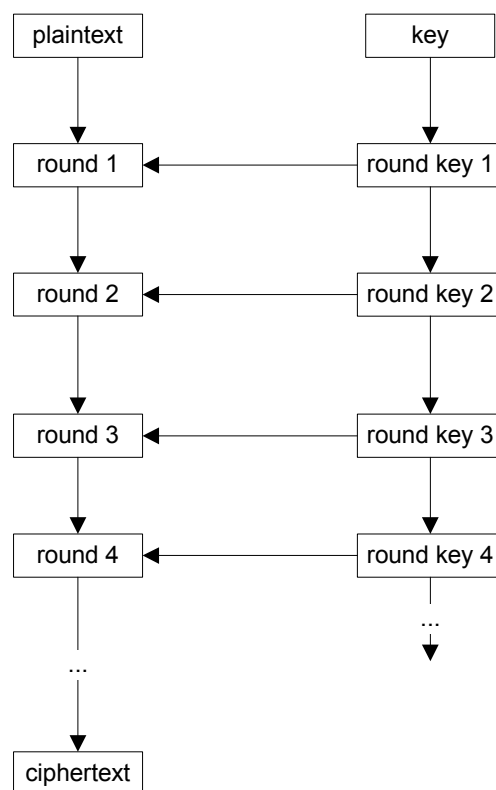 plaintext
key
round 1
round key 1
round 2
round key 2
round 3
round key 3
round 4
round key 4
...
...
ciphertext